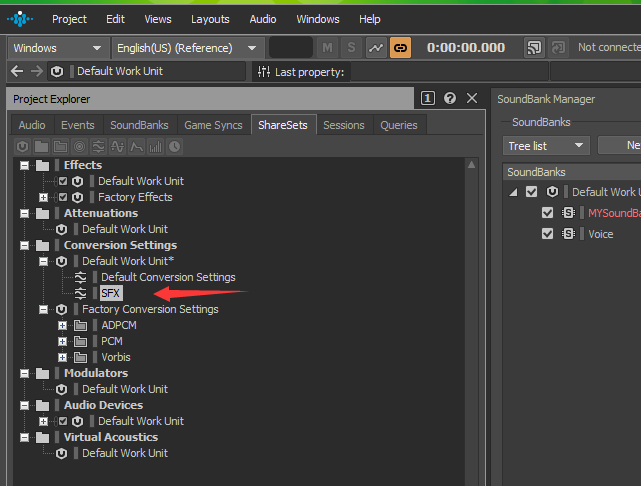 Project Edit Views Layouts Audio Windows Help
Windows English(US) (Reference) M S 0:00:00.000 Not connecte
Default Work Unit Last property:
Project Explorer 1 ? SoundBank Manager
Audio Events SoundBanks Game Syncs ShareSets Sessions Queries
SoundBanks
Tree list Ne
SoundBanks
Effects
Default Work Unit
Factory Effects
Attenuations
Default Work Unit
Conversion Settings
Default Work Unit*
Default Conversion Settings
SFX
Factory Conversion Settings
ADPCM
PCM
Vorbis
Modulators
Default Work Unit
Audio Devices
Default Work Unit
Virtual Acoustics
Default Work Unit
Default Work U
MYSoundBa
Voice